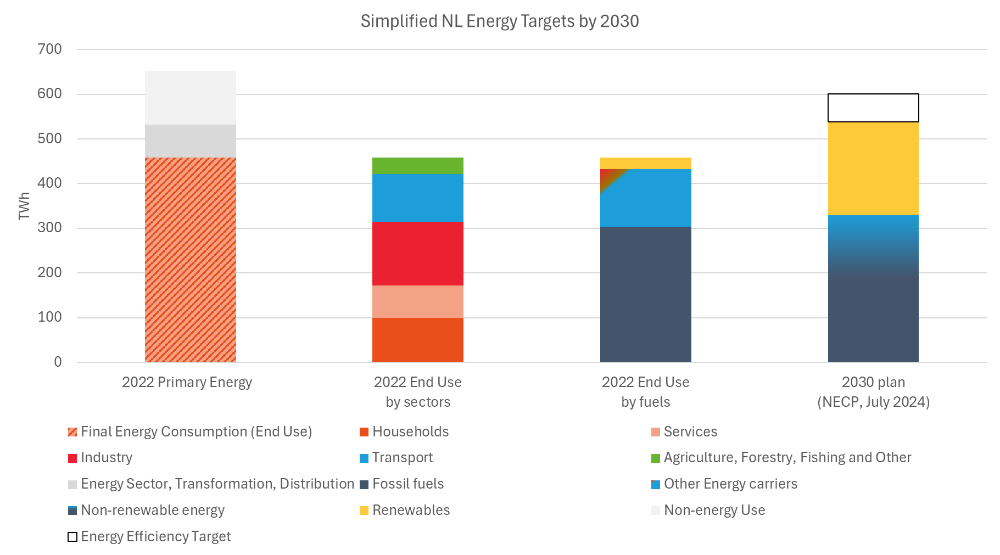 Simplified NL Energy Targets by 2030
700
600
500
400
300
200
100
0
TWh
2022 Primary Energy
2022 End Use
by sectors
2022 End Use
by fuels
2030 plan
(NECP, July 2024)
Final Energy Consumption (End Use)
Households
Services
Industry
Transport
Agriculture, Forestry, Fishing and Other
Energy Sector, Transformation, Distribution
Fossil fuels
Other Energy carriers
Non-renewable energy
Renewables
Non-energy Use
Energy Efficiency Target